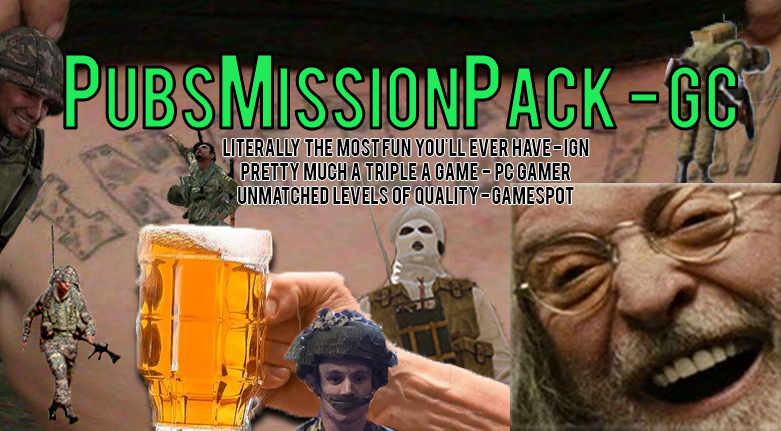 PubsMissionPack - GC
LITERALLY THE MOST FUN YOU'LL EVER HAVE - IGN
PRETTY MUCH A TRIPLE A GAME - PC GAMER
UNMATCHED LEVELS OF QUALITY - GAMESPOT